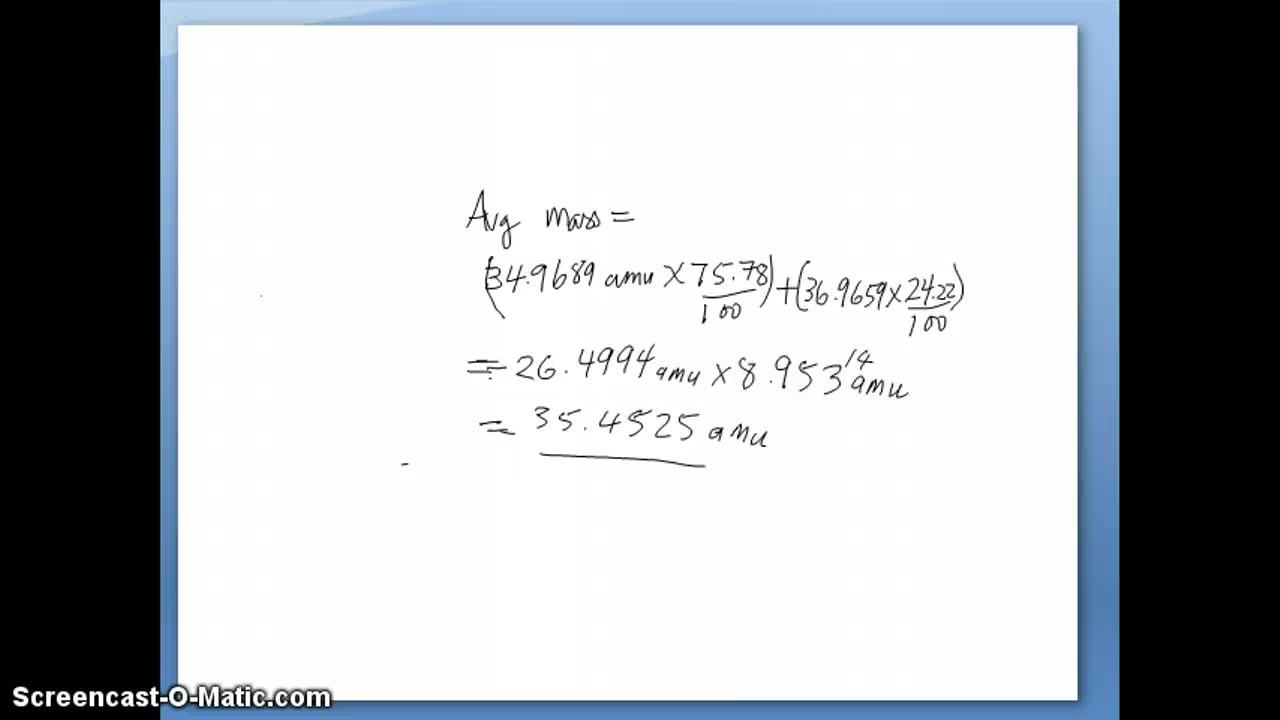 Avg mass =
(34.9689 amu × 75.78/100) + (36.9659 × 24.22/100)
= 26.4994 amu × 8.95314 amu
= 35.4525 amu
Screencast-O-Matic.com